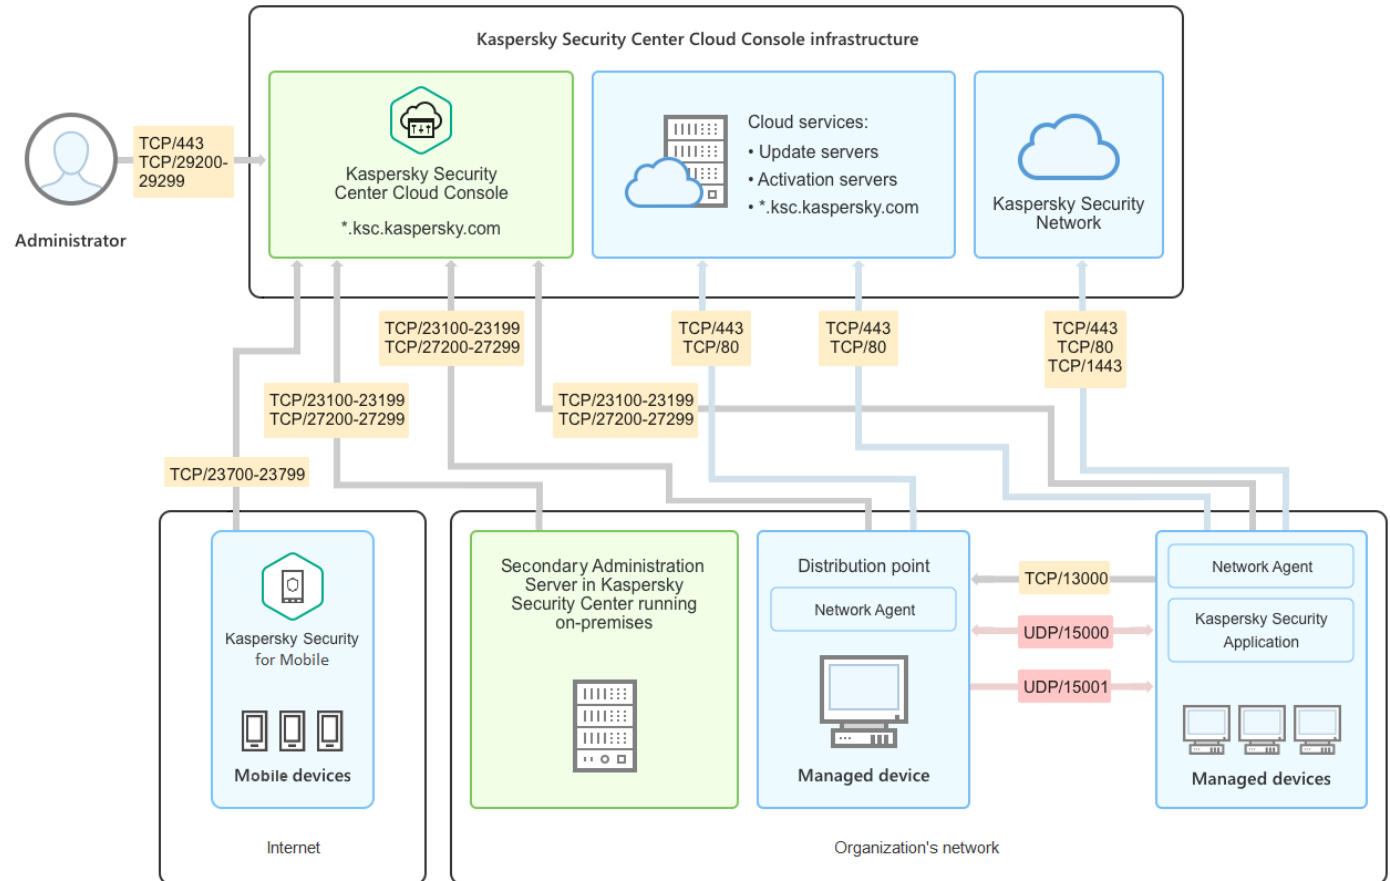 Kaspersky Security Center Cloud Console infrastructure
TCP/443
TCP/29200-
29299
Administrator
Kaspersky Security
Center Cloud Console
*.ksc.kaspersky.com
Cloud services:
• Update servers
• Activation servers
• *.ksc.kaspersky.com
Kaspersky Security
Network
TCP/23100-23199
TCP/27200-27299
TCP/443
TCP/80
TCP/443
TCP/80
TCP/443
TCP/80
TCP/1443
TCP/23100-23199
TCP/27200-27299
TCP/23100-23199
TCP/27200-27299
TCP/23700-23799
Kaspersky Security
for Mobile
Mobile devices
Internet
Secondary Administration
Server in Kaspersky
Security Center running
on-premises
Distribution point
Network Agent
Managed device
TCP/13000
UDP/15000
UDP/15001
Network Agent
Kaspersky Security
Application
Managed devices
Organization's network